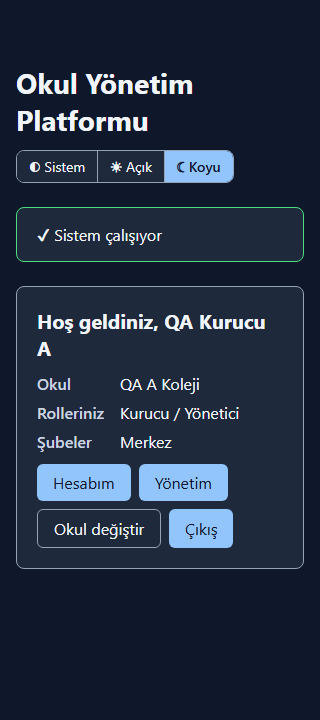 Okul Yönetim
Platformu
◐ Sistem ☀ Açık ☾ Koyu
✓ Sistem çalışıyor
Hoş geldiniz, QA Kurucu
A
Okul QA A Koleji
Rolleriniz Kurucu / Yönetici
Şubeler Merkez
Hesabım Yönetim
Okul değiştir Çıkış